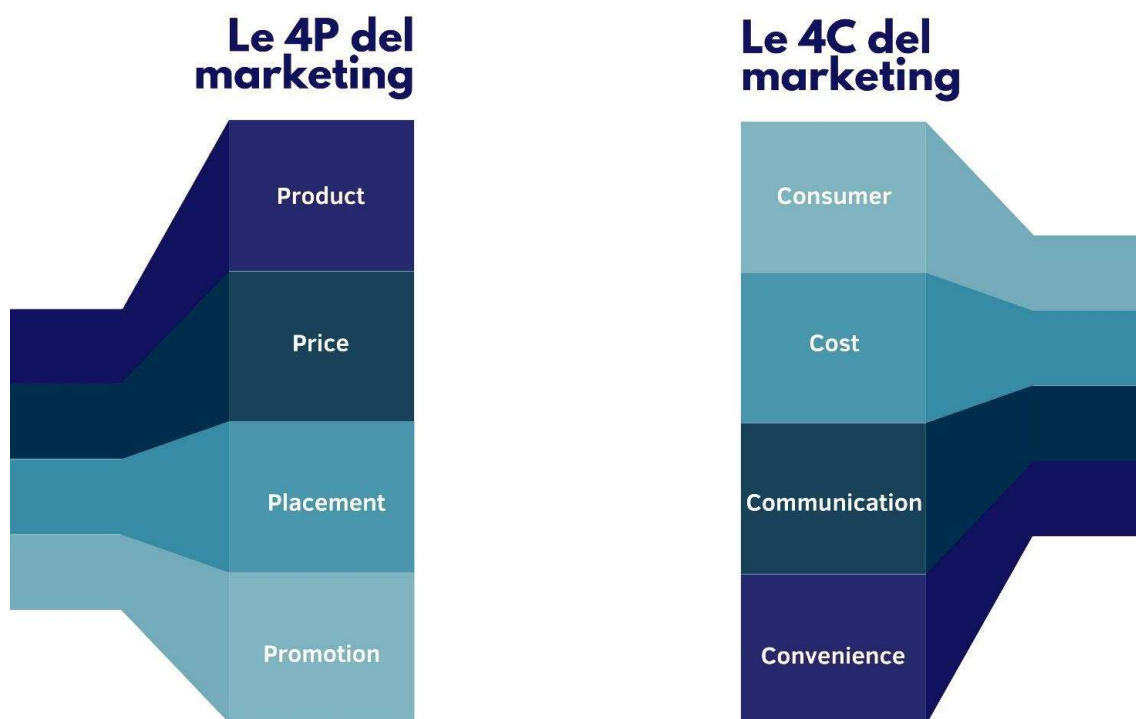 Le 4P del
marketing
Product
Price
Placement
Promotion
Le 4C del
marketing
Consumer
Cost
Communication
Convenience